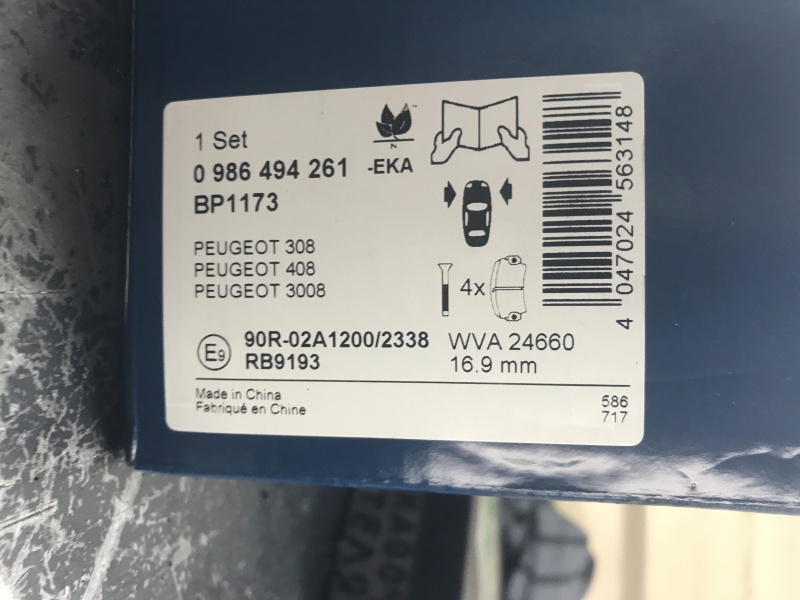 1 Set
0 986 494 261 -EKA
BP1173
N
PEUGEOT 308
PEUGEOT 408
PEUGEOT 3008
4x
E9
90R-02A1200/2338
RB9193
WVA 24660
16.9 mm
Made in China
Fabriqué en Chine
586
717
4 047024 563148